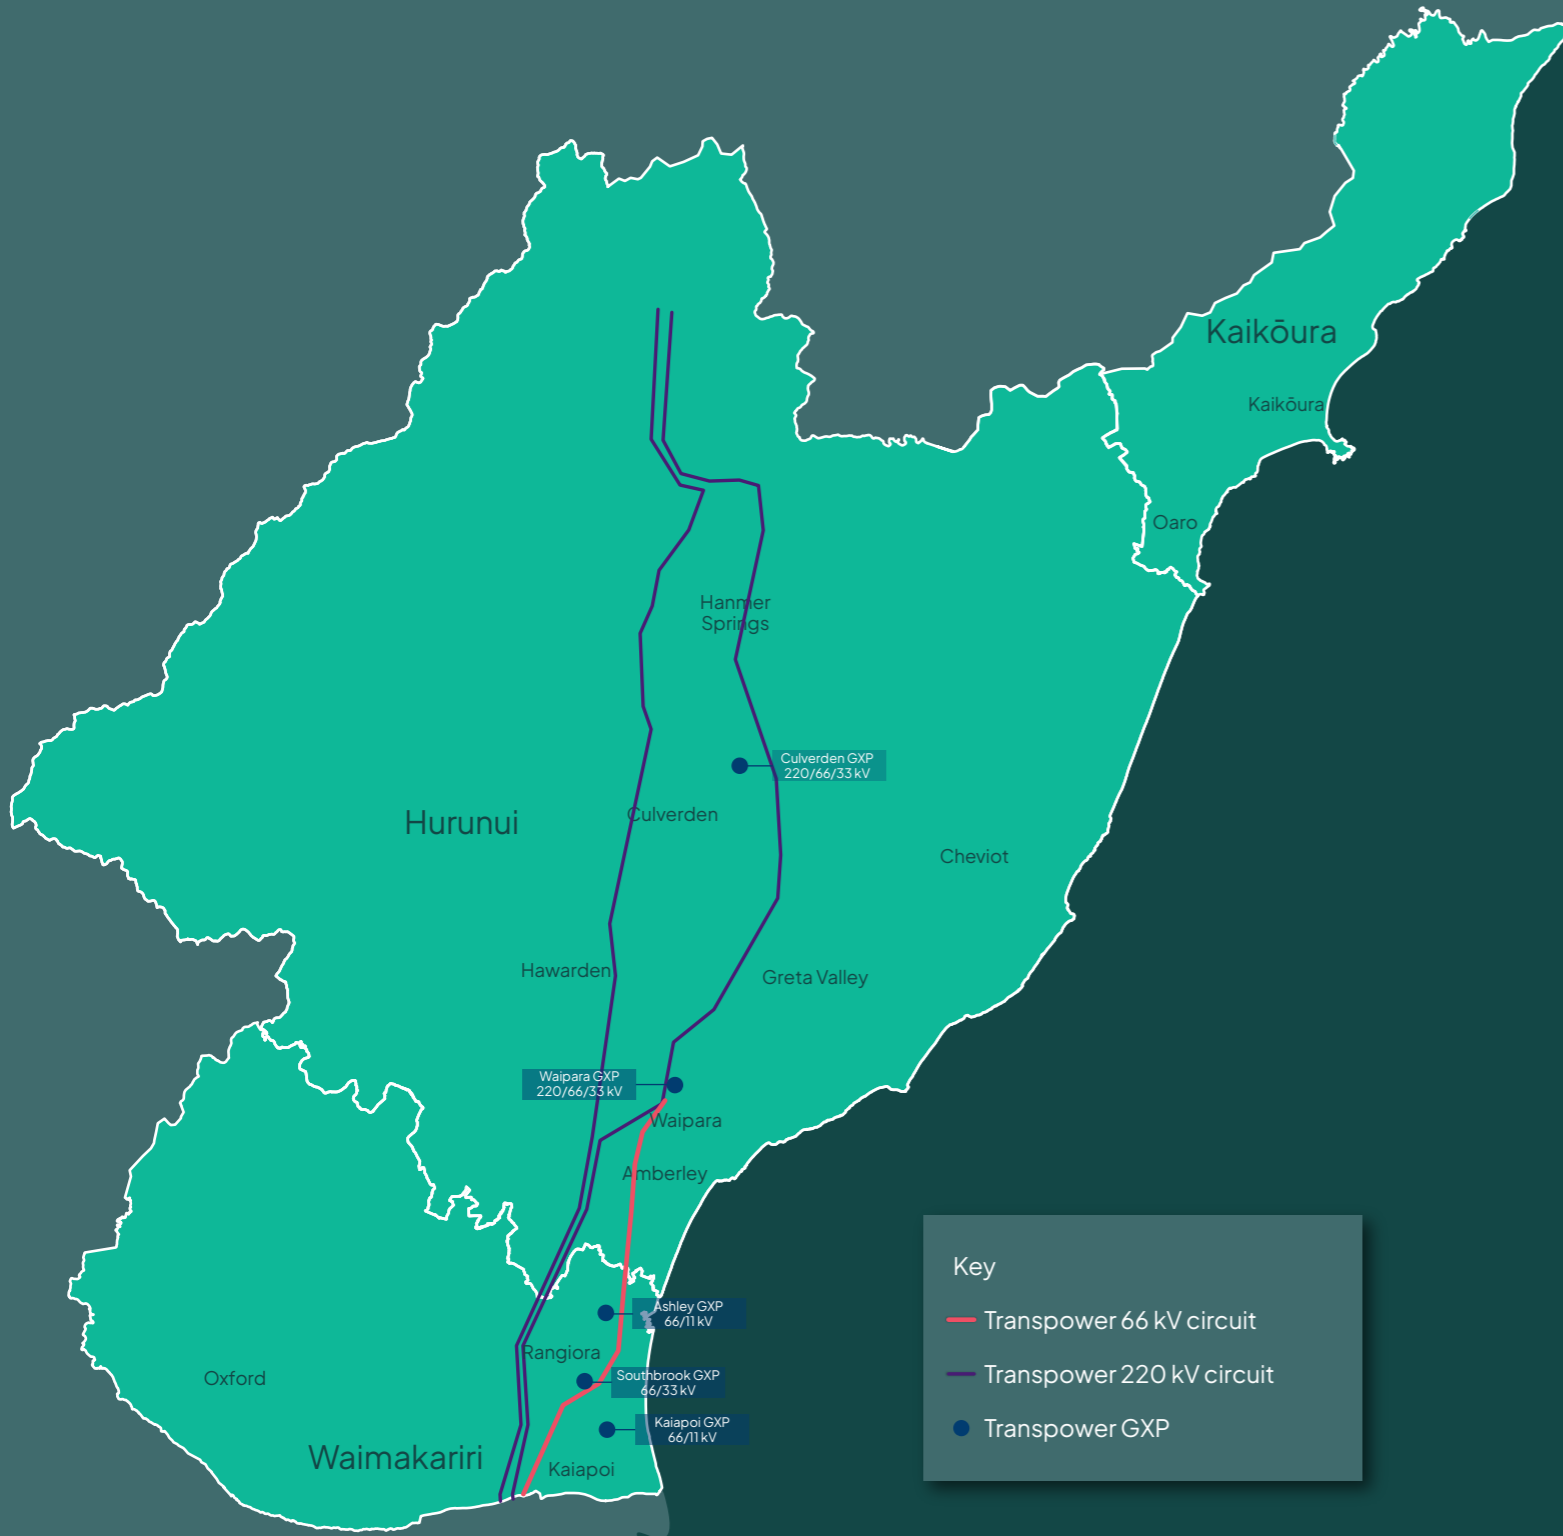 Kaikōura
Kaikōura
Oaro
Hanmer
Springs
Culverden GXP
220/66/33 kV
Culverden
Hurunui
Cheviot
Hawarden
Greta Valley
Waipara GXP
220/66/33 kV
Waipara
Amberley
Ashley GXP
66/11 kV
Rangiora
Southbrook GXP
66/33 kV
Oxford
Kaiapoi GXP
66/11 kV
Waimakariri
Kaiapoi
Key
Transpower 66 kV circuit
Transpower 220 kV circuit
Transpower GXP